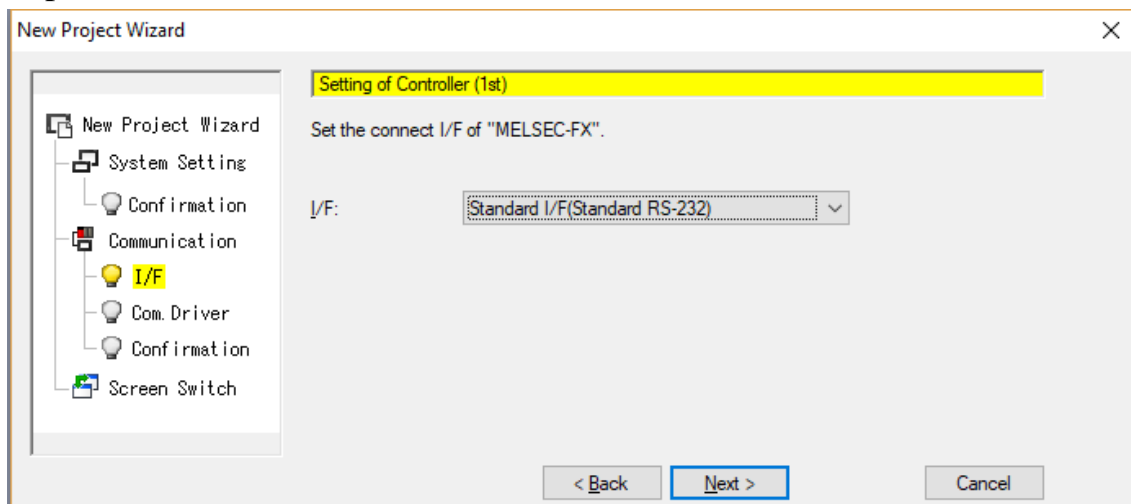 New Project Wizard
Setting of Controller (1st)
New Project Wizard
Set the connect I/F of "MELSEC-FX".
System Setting
Confirmation
I/F:
Standard I/F(Standard RS-232)
Communication
I/F
Com. Driver
Confirmation
Screen Switch
< Back
Next >
Cancel